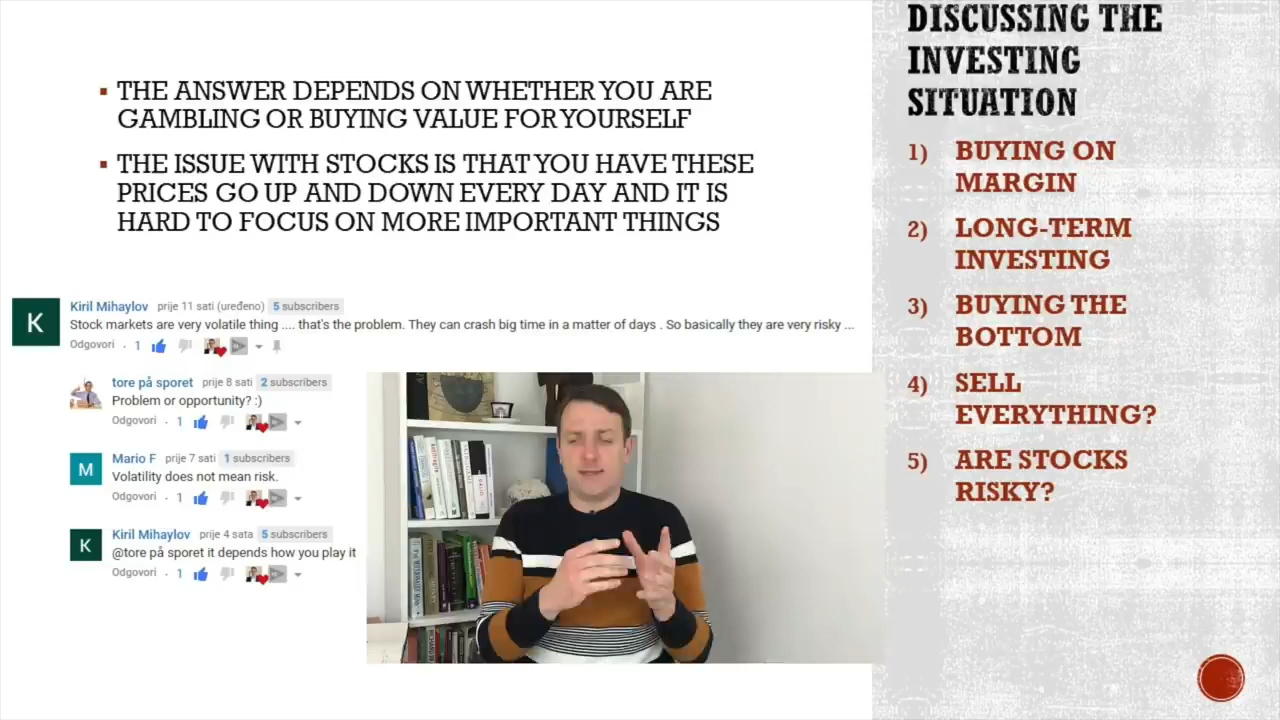 THE ANSWER DEPENDS ON WHETHER YOU ARE
GAMBLING OR BUYING VALUE FOR YOURSELF
THE ISSUE WITH STOCKS IS THAT YOU HAVE THESE
PRICES GO UP AND DOWN EVERY DAY AND IT IS
HARD TO FOCUS ON MORE IMPORTANT THINGS
K
Kiril Mihaylov prije 11 sati (uređeno) 5 subscribers
Stock markets are very volatile thing .... that's the problem. They can crash big time in a matter of days . So basically they are very risky ...
Odgovori · 1
tore på sporet prije 8 sati 2 subscribers
Problem or opportunity? :)
Odgovori · 1
M
Mario F prije 7 sati 1 subscribers
Volatility does not mean risk.
Odgovori · 1
K
Kiril Mihaylov prije 4 sata 5 subscribers
@tore på sporet it depends how you play it
Odgovori · 1
DISCUSSING THE
INVESTING
SITUATION
1) BUYING ON
MARGIN
2) LONG-TERM
INVESTING
3) BUYING THE
BOTTOM
4) SELL
EVERYTHING?
5) ARE STOCKS
RISKY?